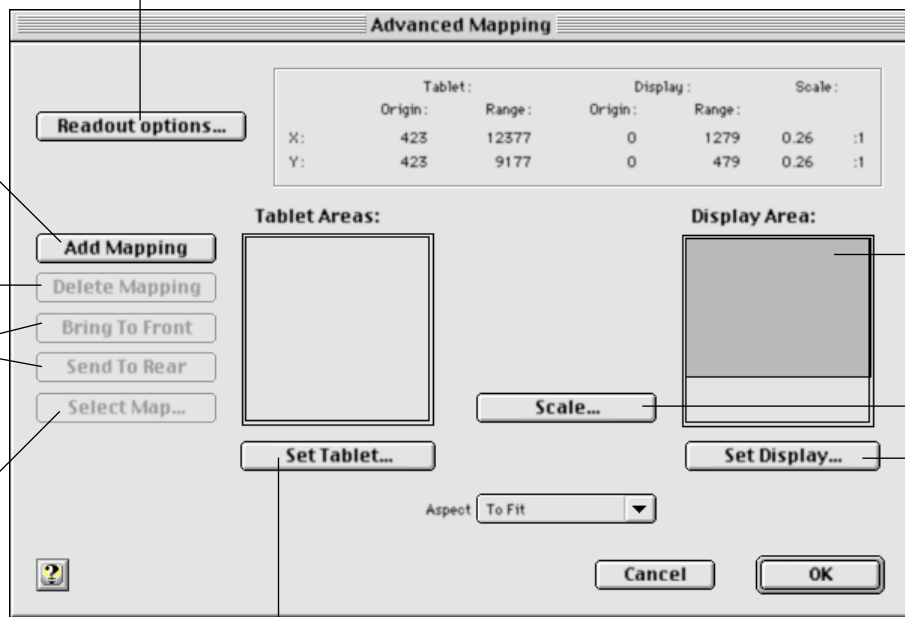 Advanced Mapping
Readout options...
Tablet: Display: Scale:
Origin: Range: Origin: Range:
X: 423 12377 0 1279 0.26 :1
Y: 423 9177 0 479 0.26 :1
Tablet Areas: Display Area:
Add Mapping
Delete Mapping
Bring To Front
Send To Rear
Select Map...
Scale...
Set Tablet... Set Display...
Aspect To Fit
? Cancel OK